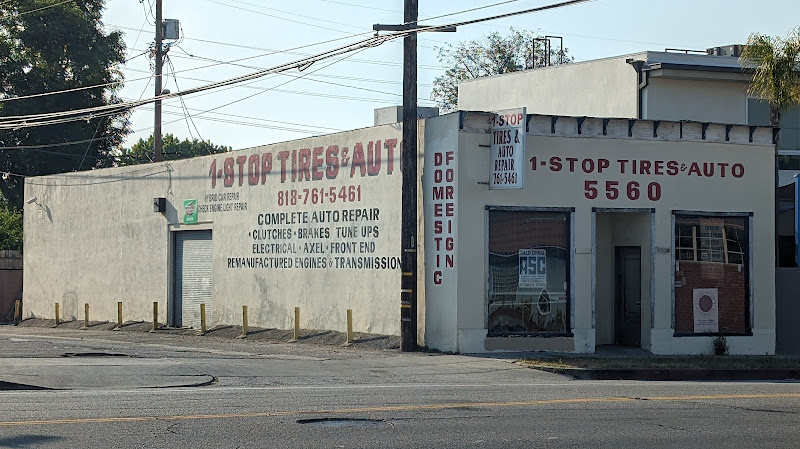 1-STOP TIRES & AUTO
818-761-5461
HYBRID CAR REPAIR
CHECK ENGINE LIGHT REPAIR
COMPLETE AUTO REPAIR
• CLUTCHES • BRAKES TUNE UPS
ELECTRICAL • AXEL • FRONT END
REMANUFACTURED ENGINES & TRANSMISSION
DOMESTIC
FOREIGN
1-STOP
TIRES &
AUTO
REPAIR
761-5461
1-STOP TIRES & AUTO
5560
CALIFORNIA
ASC